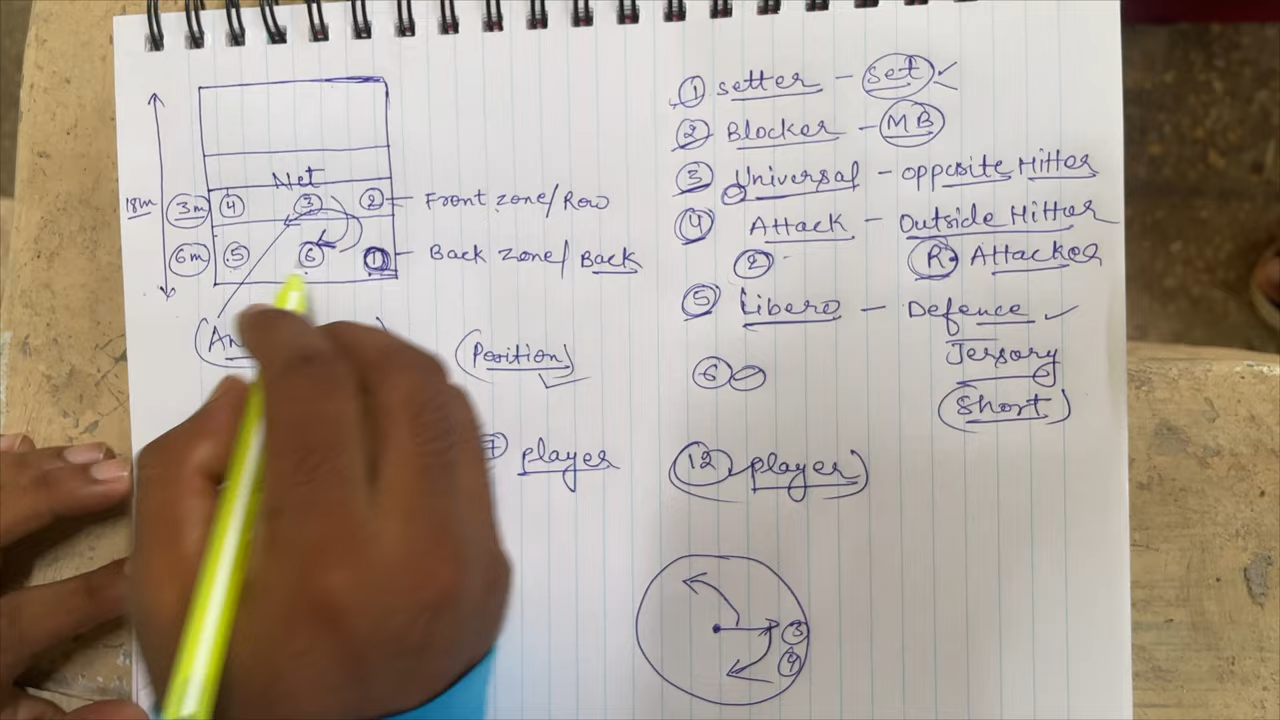 Net
18m
3m 4 3 2 Front zone/Row
6m 5 6 1 Back zone/Back
(Position)
7 player
1 Setter - Set
2 Blocker - MB
3 Universal - opposite Hitter
4 Attack - Outside Hitter
2 R. Attacker
5 Libero - Defence
Jersory
(Short)
6
12 player)
3
4